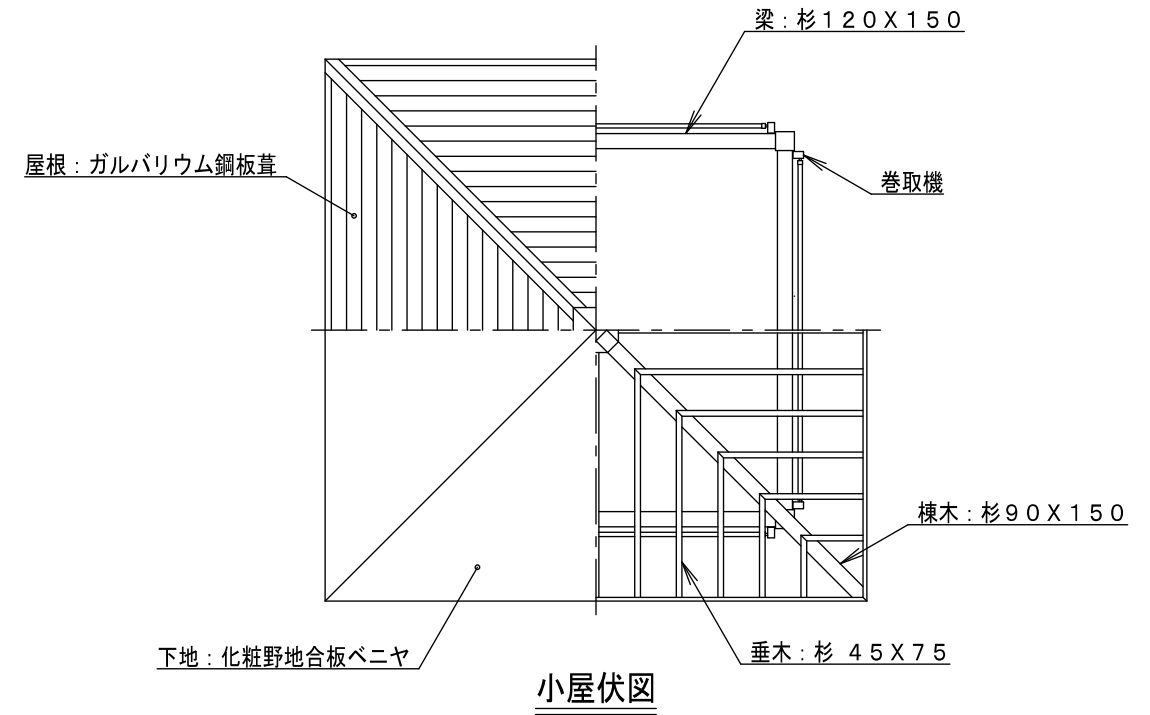 梁：杉１２０Ｘ１５０
屋根：ガルバリウム鋼板葺
巻取機
棟木：杉９０Ｘ１５０
下地：化粧野地合板ベニヤ
垂木：杉 ４５Ｘ７５
小屋伏図